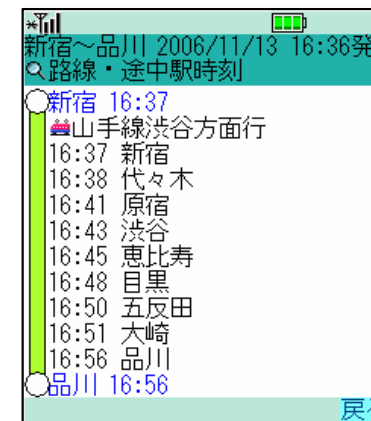 新宿～品川 2006/11/13 16:36発
路線・途中駅時刻
新宿 16:37
山手線渋谷方面行
16:37 新宿
16:38 代々木
16:41 原宿
16:43 渋谷
16:45 恵比寿
16:48 目黒
16:50 五反田
16:51 大崎
16:56 品川
品川 16:56